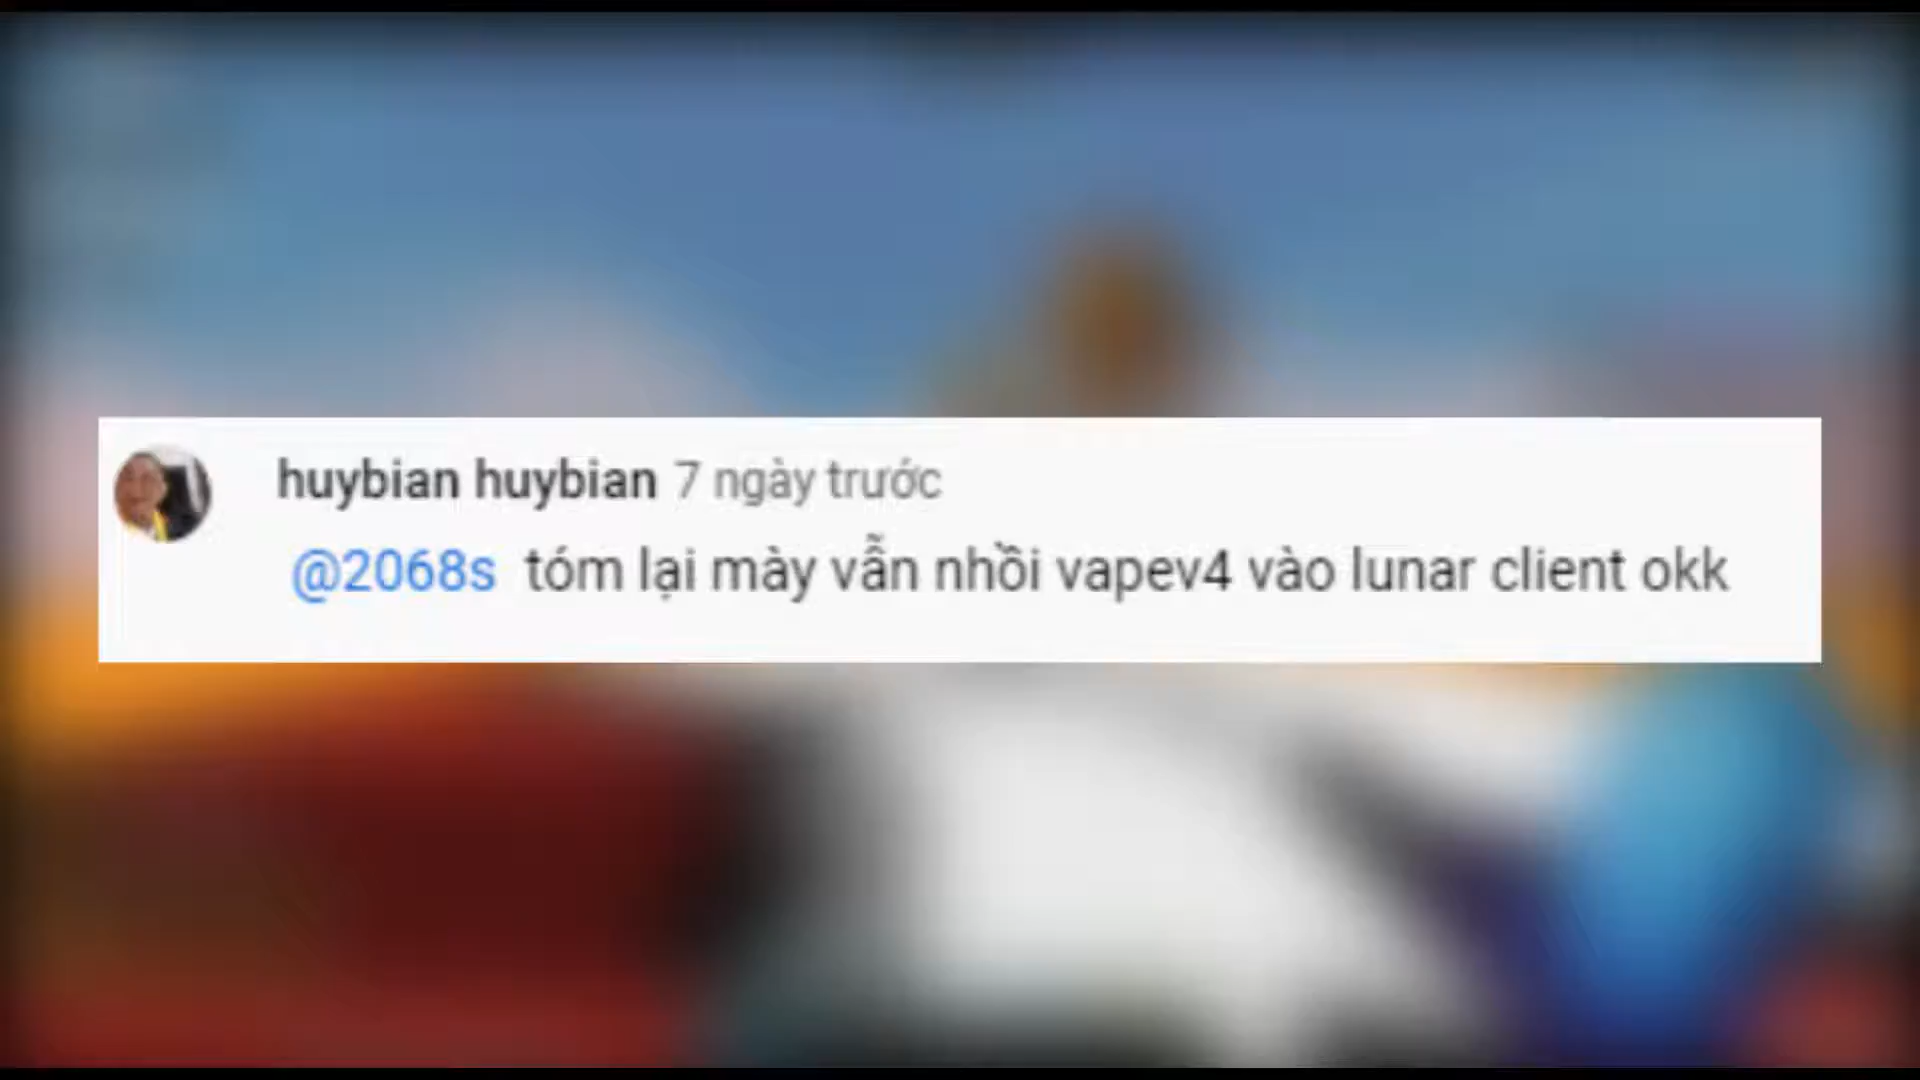 huybian huybian 7 ngày trước
@2068s tóm lại mày vẫn nhồi vapev4 vào lunar client okk